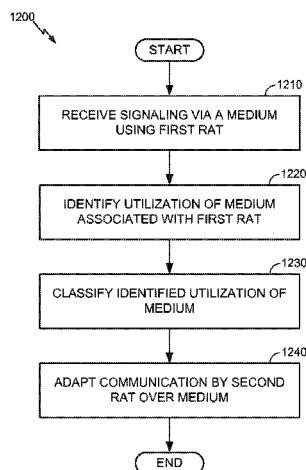 1200
START
1210
RECEIVE SIGNALING VIA A MEDIUM
USING FIRST RAT
1220
IDENTIFY UTILIZATION OF MEDIUM
ASSOCIATED WITH FIRST RAT
1230
CLASSIFY IDENTIFIED UTILIZATION OF
MEDIUM
1240
ADAPT COMMUNICATION BY SECOND
RAT OVER MEDIUM
END